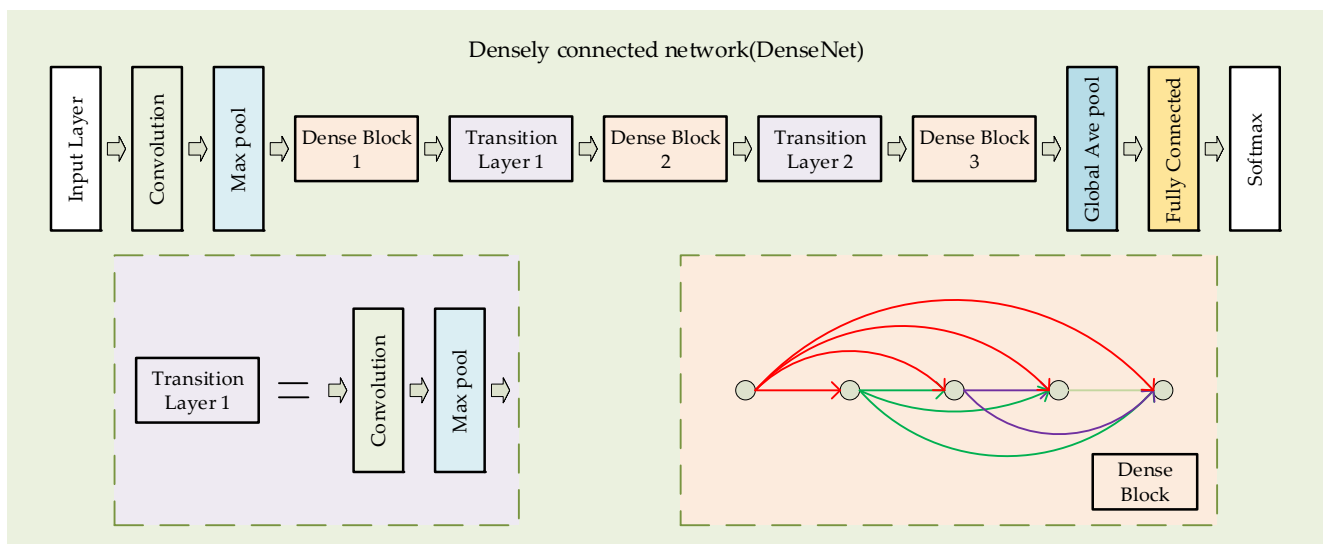 Densely connected network(DenseNet)
Input Layer
Convolution
Max pool
Dense Block
1
Transition
Layer 1
Dense Block
2
Transition
Layer 2
Dense Block
3
Global Ave pool
Fully Connected
Softmax
Transition
Layer 1
=
Convolution
Max pool
Dense
Block